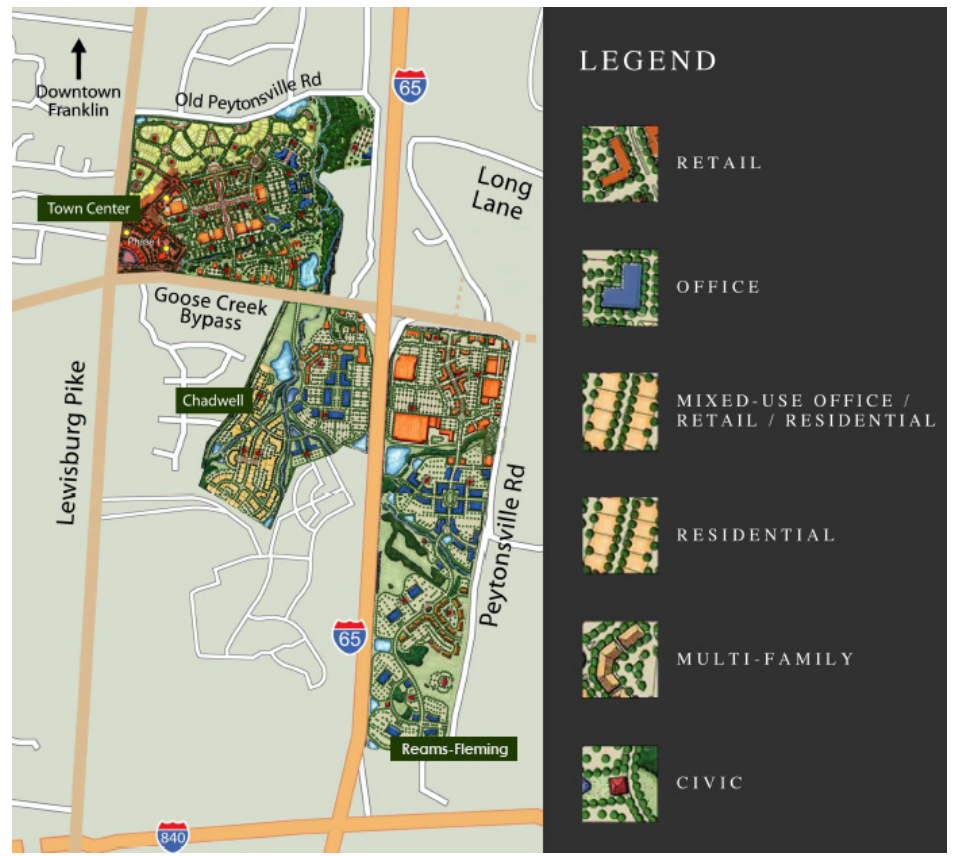 Downtown
Franklin
Old Peytonsville Rd
65
Long
Lane
Town Center
Phase I
Goose Creek
Bypass
Chadwell
Lewisburg Pike
Peytonsville Rd
65
Reams-Fleming
840
LEGEND
RETAIL
OFFICE
MIXED-USE OFFICE /
RETAIL / RESIDENTIAL
RESIDENTIAL
MULTI-FAMILY
CIVIC